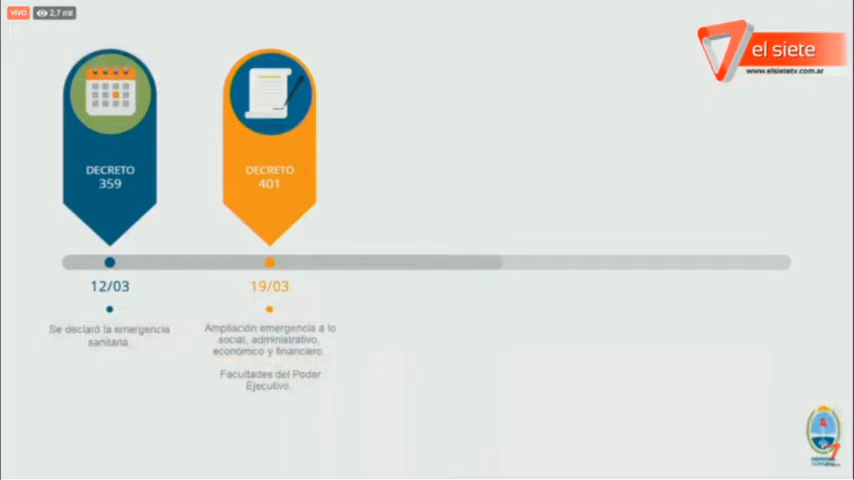 VIVO 2,7 mil
el siete
www.elsietetv.com.ar
DECRETO
359
DECRETO
401
12/03
19/03
Se declaró la emergencia
sanitaria.
Ampliación emergencia a lo
social, administrativo,
económico y financiero.
Facultades del Poder
Ejecutivo.